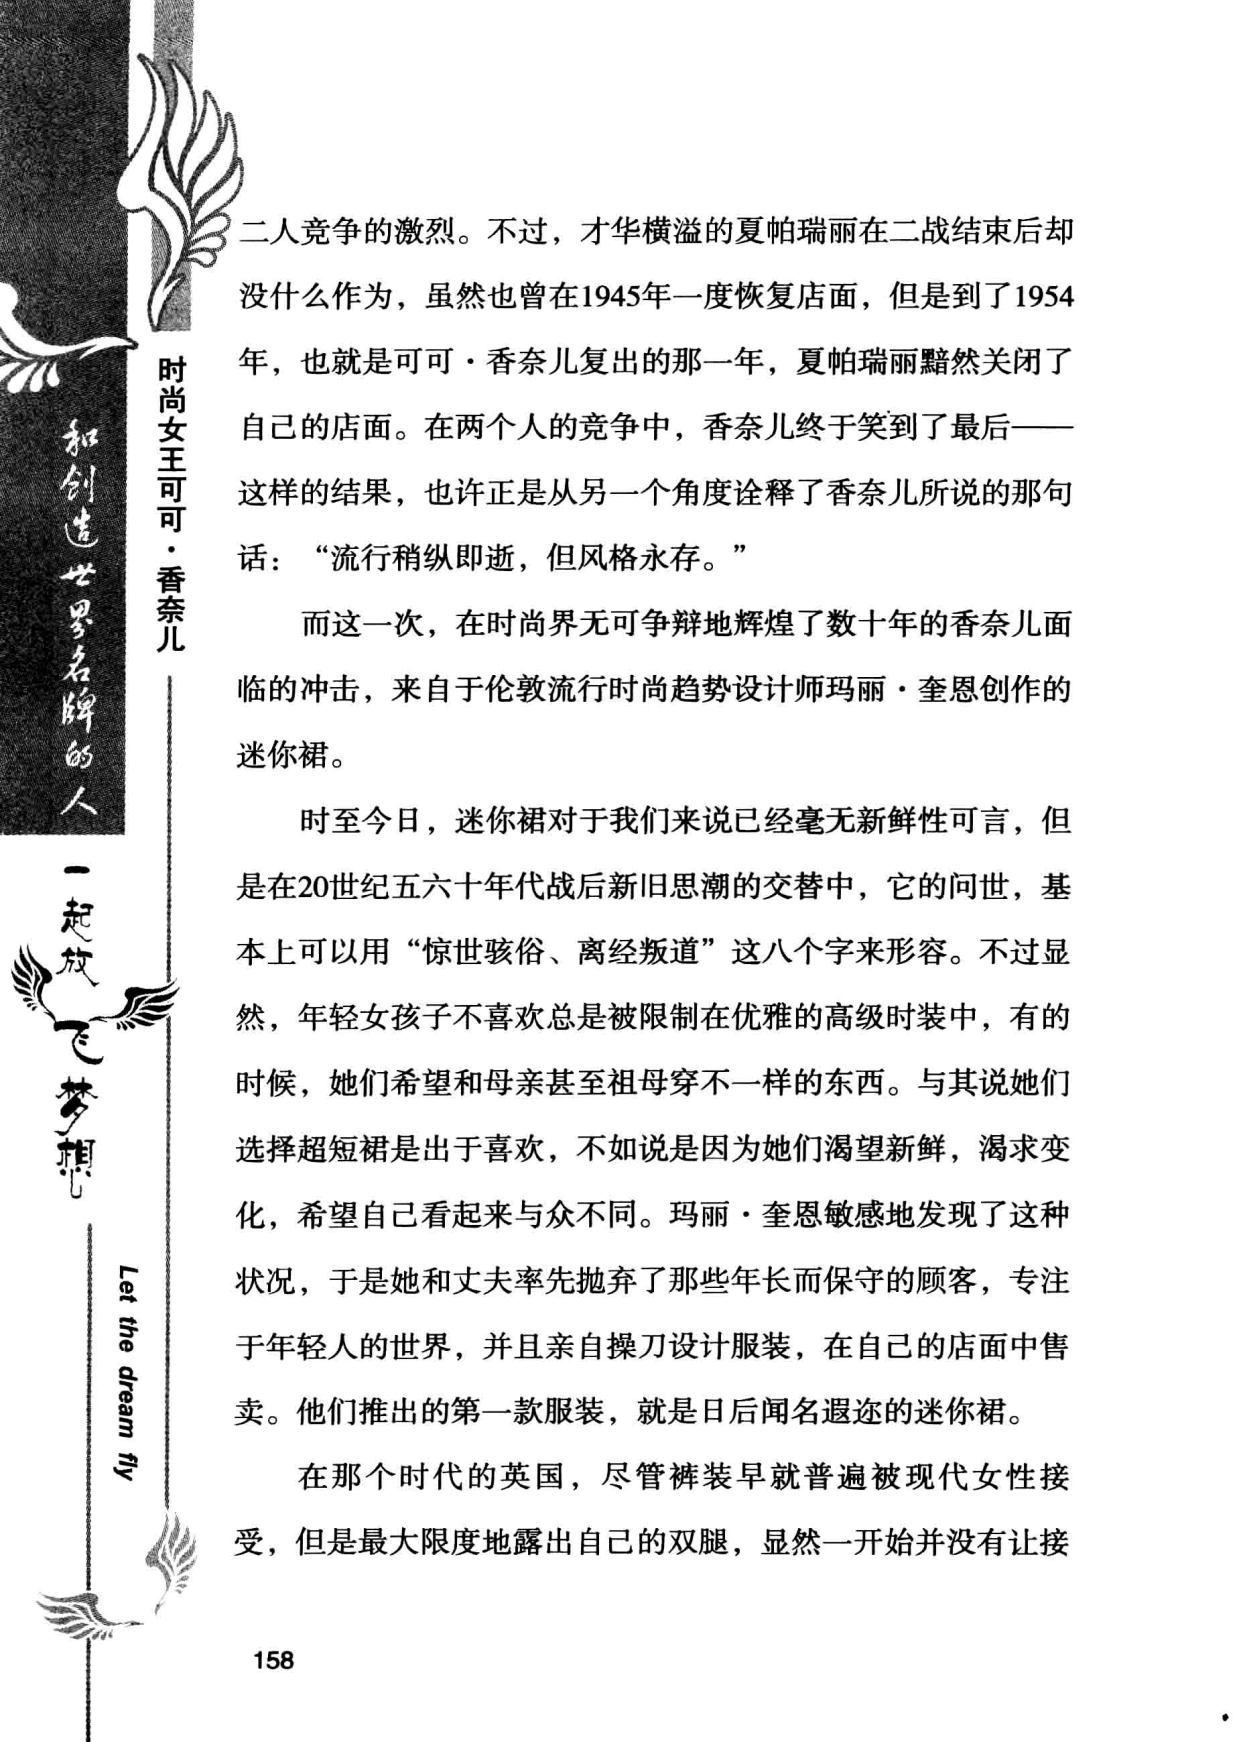 和创造世界名牌的人
一起放飞梦想
Let the dream fly
时尚女王可可·香奈儿
二人竞争的激烈。不过，才华横溢的夏帕瑞丽在二战结束后却
没什么作为，虽然也曾在1945年一度恢复店面，但是到了1954
年，也就是可可·香奈儿复出的那一年，夏帕瑞丽黯然关闭了
自己的店面。在两个人的竞争中，香奈儿终于笑到了最后——
这样的结果，也许正是从另一个角度诠释了香奈儿所说的那句
话：“流行稍纵即逝，但风格永存。”
而这一次，在时尚界无可争辩地辉煌了数十年的香奈儿面
临的冲击，来自于伦敦流行时尚趋势设计师玛丽·奎恩创作的
迷你裙。
时至今日，迷你裙对于我们来说已经毫无新鲜性可言，但
是在20世纪五六十年代战后新旧思潮的交替中，它的问世，基
本上可以用“惊世骇俗、离经叛道”这八个字来形容。不过显
然，年轻女孩子不喜欢总是被限制在优雅的高级时装中，有的
时候，她们希望和母亲甚至祖母穿不一样的东西。与其说她们
选择超短裙是出于喜欢，不如说是因为她们渴望新鲜，渴求变
化，希望自己看起来与众不同。玛丽·奎恩敏感地发现了这种
状况，于是她和丈夫率先抛弃了那些年长而保守的顾客，专注
于年轻人的世界，并且亲自操刀设计服装，在自己的店面中售
卖。他们推出的第一款服装，就是日后闻名遐迩的迷你裙。
在那个时代的英国，尽管裤装早就普遍被现代女性接
受，但是最大限度地露出自己的双腿，显然一开始并没有让接
158